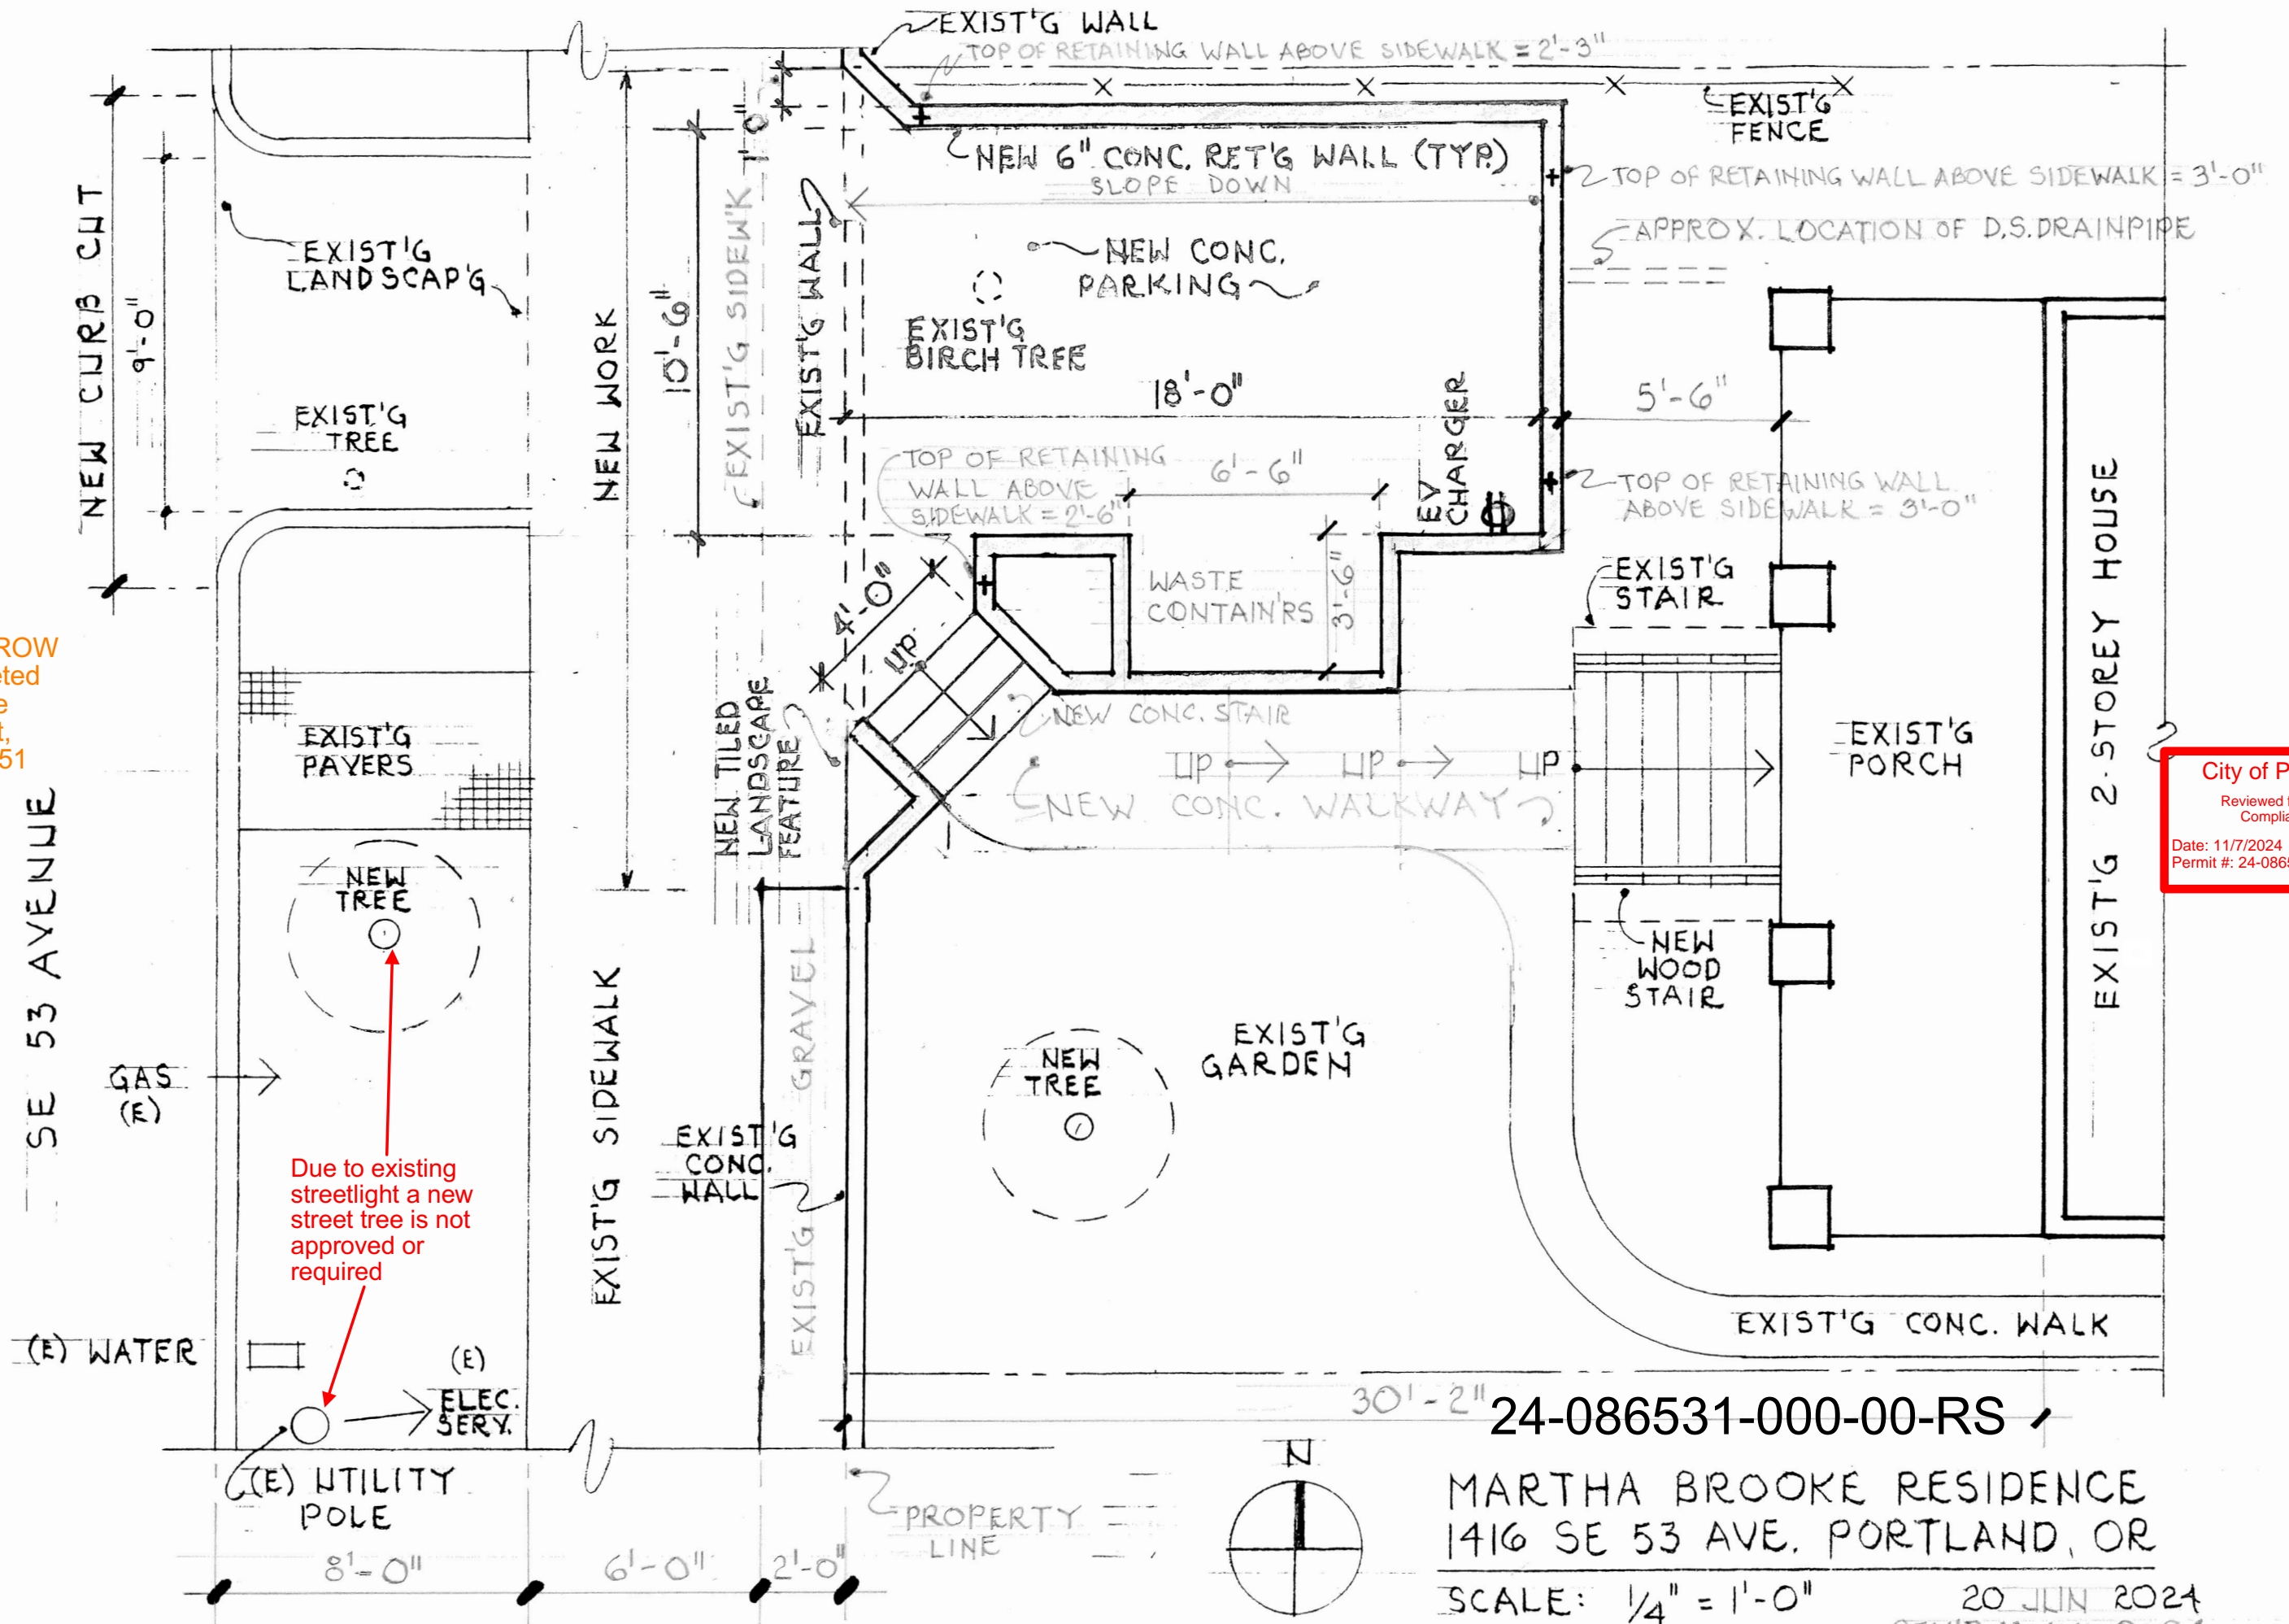 EXIST'G WALL
TOP OF RETAINING WALL ABOVE SIDEWALK = 2'-3"
EXIST'G
FENCE
NEW 6" CONC. RET'G WALL (TYP.)
SLOPE DOWN
TOP OF RETAINING WALL ABOVE SIDEWALK = 3'-0"
APPROX. LOCATION OF D.S. DRAINPIPE
NEW CURB CUT
9'-0"
EXIST'G
LANDSCAP'G
EXIST'G
TREE
NEW WORK
10'-6"
1'-0"
EXIST'G SIDEW'K
EXIST'G WALL
NEW CONC.
PARKING
EXIST'G
BIRCH TREE
18'-0"
5'-6"
EV
CHARGER
TOP OF RETAINING
WALL ABOVE
SIDEWALK = 2'-6"
6'-6"
TOP OF RETAINING WALL
ABOVE SIDEWALK = 3'-0"
WASTE
CONTAIN'RS
3'-6"
4'-0"
UP
EXIST'G
STAIR
EXIST'G 2-STOREY HOUSE
ROW
51
EXIST'G
PAVERS
NEW TILED
LANDSCAPE
FEATURE
NEW CONC. STAIR
UP
UP
UP
NEW CONC. WALKWAY
EXIST'G
PORCH
City of P
Reviewed
Complia
Date: 11/7/2024
Permit #: 24-086
SE 53 AVENUE
NEW
TREE
NEW
WOOD
STAIR
EXIST'G SIDEWALK
EXIST'G GRAVEL
EXIST'G
GARDEN
NEW
TREE
GAS
(E)
EXIST'G
CONC.
WALL
Due to existing
streetlight a new
street tree is not
approved or
required
EXIST'G CONC. WALK
(E) WATER
(E)
ELEC.
SERV.
30'-2"
24-086531-000-00-RS
(E) UTILITY
POLE
PROPERTY
LINE
N
MARTHA BROOKE RESIDENCE
1416 SE 53 AVE. PORTLAND, OR
8'-0"
6'-0"
2'-0"
SCALE: 1/4" = 1'-0"
20 JUN 2024